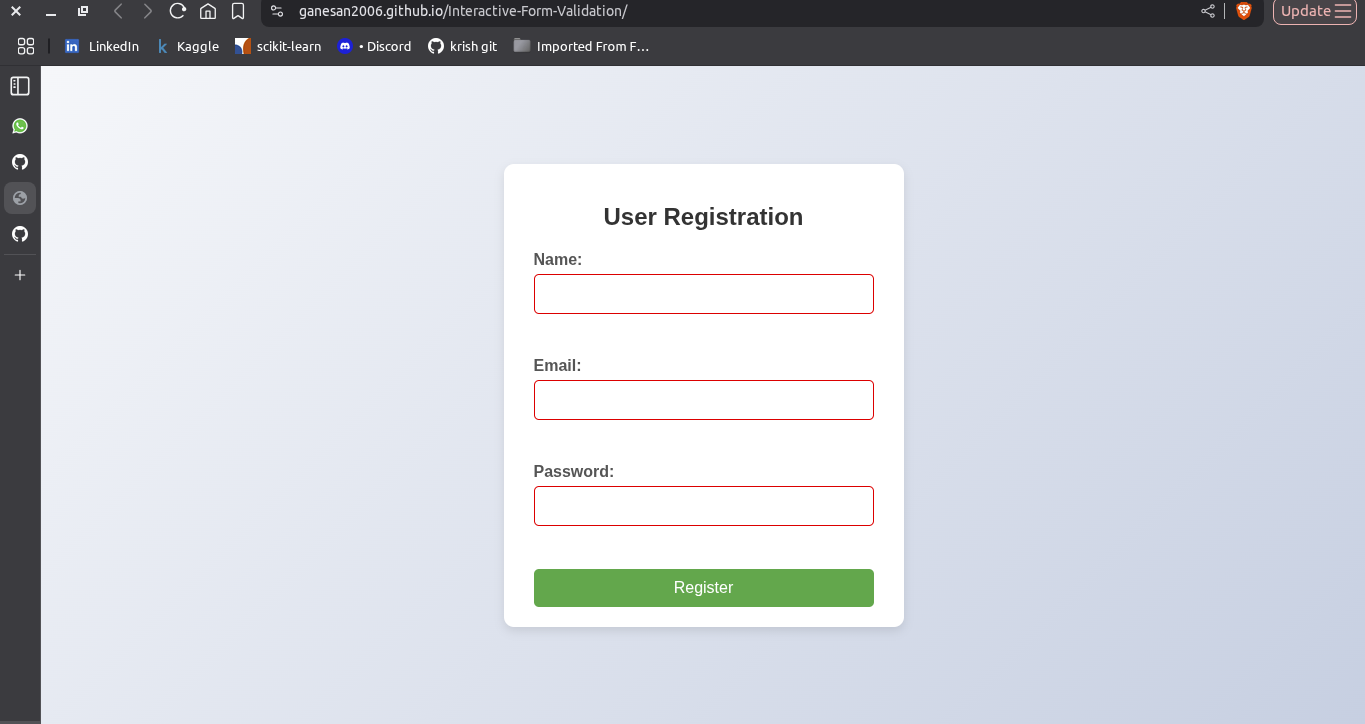 ganesan2006.github.io/Interactive-Form-Validation/
Update
LinkedIn
Kaggle
scikit-learn
• Discord
krish git
Imported From F…
User Registration
Name:
Email:
Password:
Register